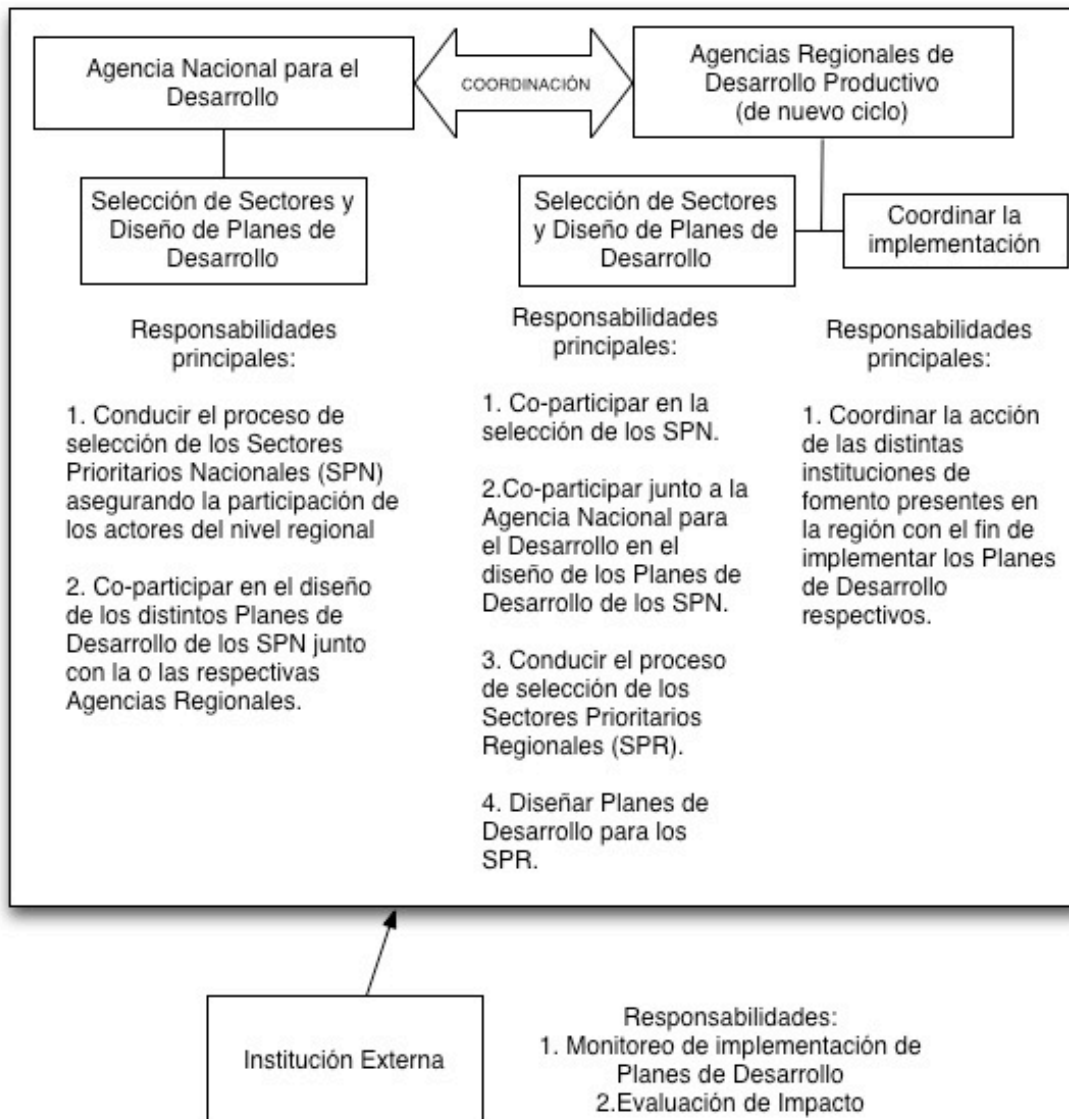 Agencia Nacional para el
Desarrollo
COORDINACIÓN
Agencias Regionales de
Desarrollo Productivo
(de nuevo ciclo)
Selección de Sectores y
Diseño de Planes de
Desarrollo
Selección de Sectores
y Diseño de Planes de
Desarrollo
Coordinar la
implementación
Responsabilidades
principales:
1. Conducir el proceso de
selección de los Sectores
Prioritarios Nacionales (SPN)
asegurando la participación de
los actores del nivel regional
2. Co-participar en el diseño
de los distintos Planes de
Desarrollo de los SPN junto
con la o las respectivas
Agencias Regionales.
Responsabilidades
principales:
1. Co-participar en la
selección de los SPN.
2.Co-participar junto a la
Agencia Nacional para
el Desarrollo en el
diseño de los Planes de
Desarrollo de los SPN.
3. Conducir el proceso
de selección de los
Sectores Prioritarios
Regionales (SPR).
4. Diseñar Planes de
Desarrollo para los
SPR.
Responsabilidades
principales:
1. Coordinar la acción
de las distintas
instituciones de
fomento presentes en
la región con el fin de
implementar los Planes
de Desarrollo
respectivos.
Institución Externa
Responsabilidades:
1. Monitoreo de implementación de
Planes de Desarrollo
2.Evaluación de Impacto